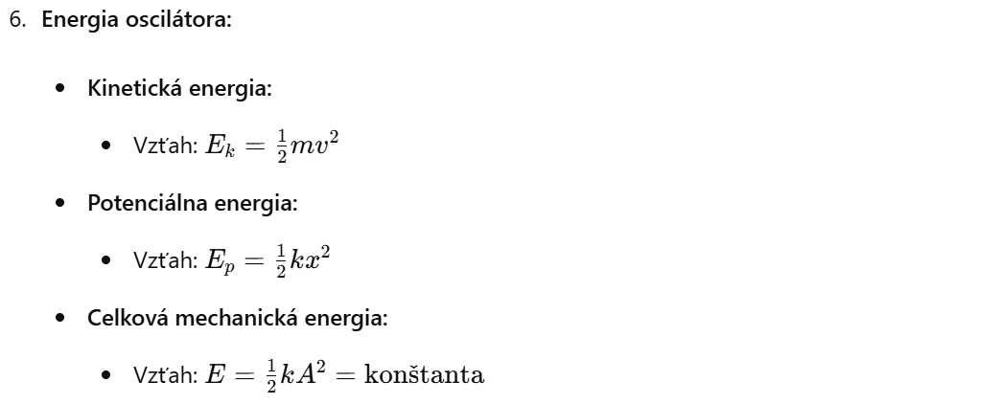 6. Energia oscilátora:
• Kinetická energia:
• Vzťah: $E_k = \frac{1}{2}mv^2$
• Potenciálna energia:
• Vzťah: $E_p = \frac{1}{2}kx^2$
• Celková mechanická energia:
• Vzťah: $E = \frac{1}{2}kA^2 = \text{konštanta}$